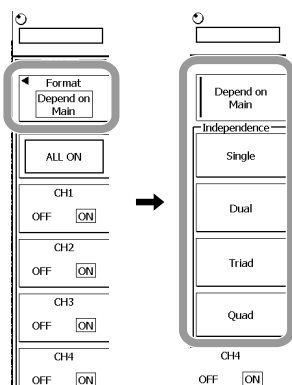 Format
Depend on
Main
ALL ON
CH1
OFF ON
CH2
OFF ON
CH3
OFF ON
CH4
OFF ON
Depend on
Main
Independence
Single
Dual
Triad
Quad
CH4
OFF ON